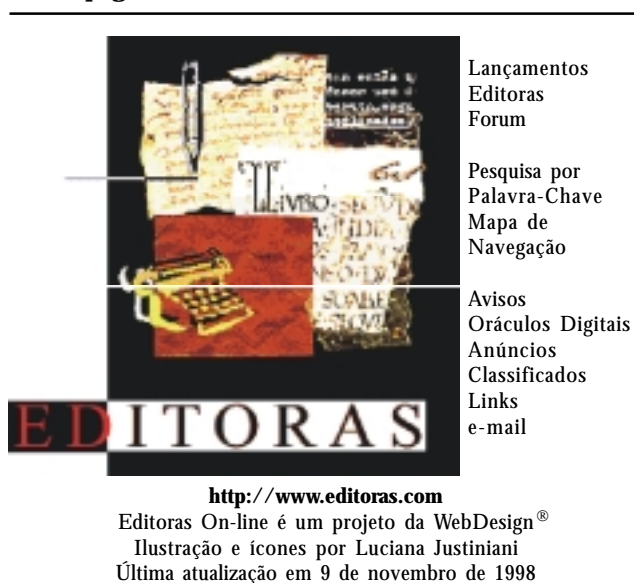 Lançamentos
Editoras
Forum
Pesquisa por
Palavra-Chave
Mapa de
Navegação
Avisos
Oráculos Digitais
Anúncios
Classificados
Links
e-mail
EDITORAS
http://www.editoras.com
Editoras On-line é um projeto da WebDesign®
Ilustração e ícones por Luciana Justiniani
Última atualização em 9 de novembro de 1998